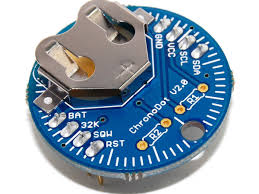 GND
VCC
SCL
SDA
ChronoDot V2.0
R1
R2
BAT
32K
SQW
RST